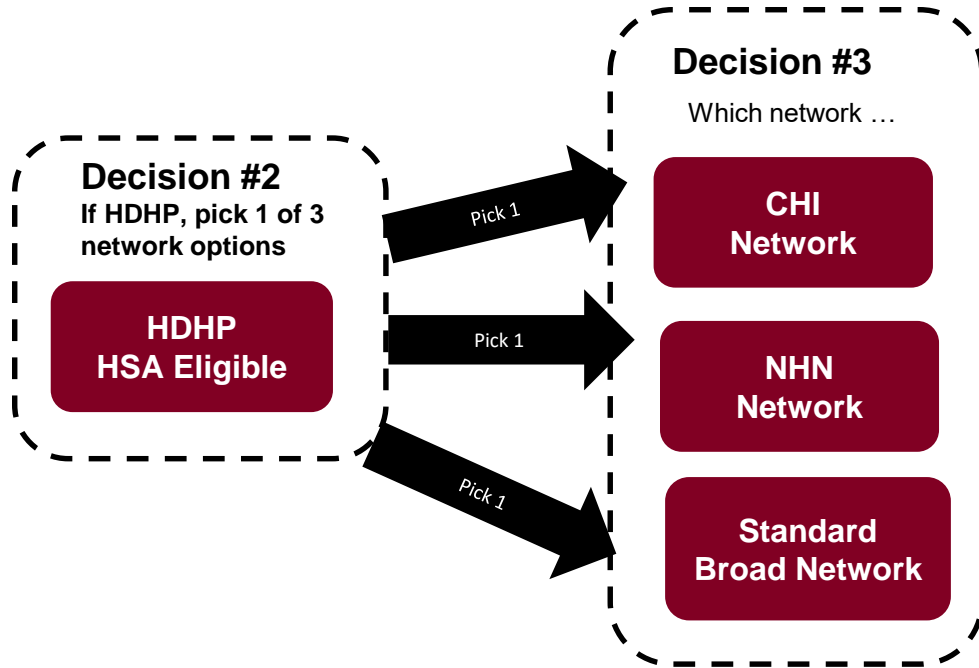 Decision #2
If HDHP, pick 1 of 3
network options
HDHP
HSA Eligible
Pick 1
Pick 1
Pick 1
Decision #3
Which network …
CHI
Network
NHN
Network
Standard
Broad Network